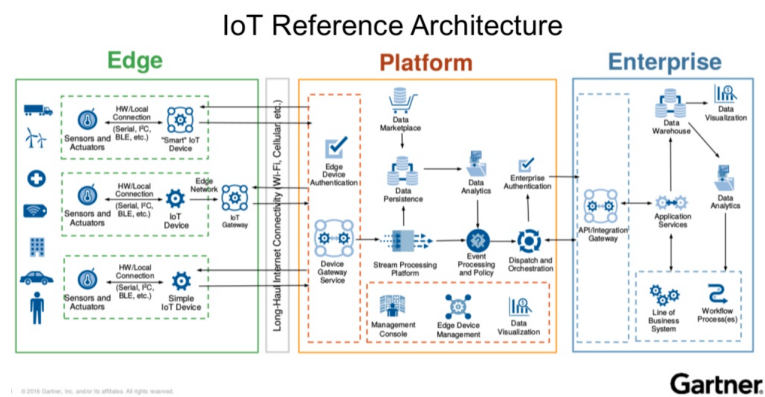 IoT Reference Architecture
Edge
Platform
Enterprise
HW/Local
Connection
(Serial, I²C,
BLE, etc.)
Sensors and
Actuators
"Smart" IoT
Device
HW/Local
Connection
(Serial, I²C,
BLE, etc.)
Sensors and
Actuators
IoT
Device
Edge
Network
IoT
Gateway
HW/Local
Connection
(Serial, I²C,
BLE, etc.)
Sensors and
Actuators
Simple
IoT Device
Long-Haul Internet Connectivity (Wi-Fi, Cellular, etc.)
Edge
Device
Authentication
Device
Gateway
Service
Data
Marketplace
Data
Persistence
Data
Analytics
Enterprise
Authentication
Stream Processing
Platform
Event
Processing
and Policy
Dispatch and
Orchestration
Management
Console
Edge Device
Management
Data
Visualization
API/Integration
Gateway
Data
Warehouse
Data
Visualization
Data
Analytics
Application
Services
Line of
Business
System
Workflow
Process(es)
© 2016 Gartner, Inc. and/or its affiliates. All rights reserved.
Gartner